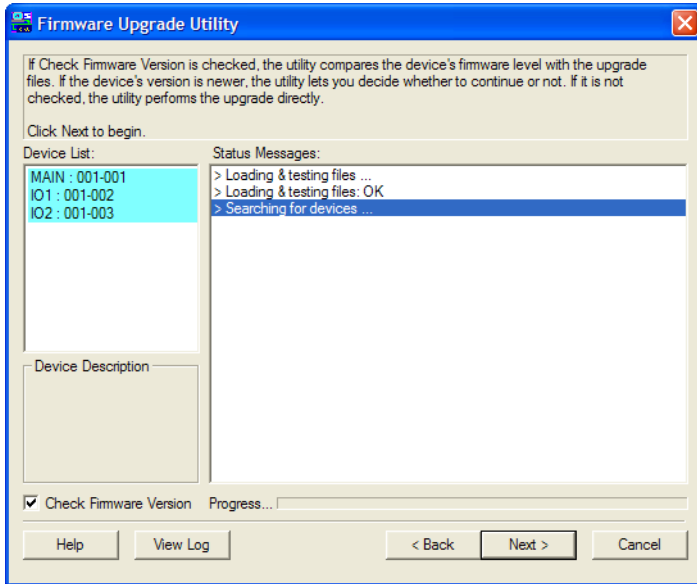 Firmware Upgrade Utility
If Check Firmware Version is checked, the utility compares the device's firmware level with the upgrade
files. If the device's version is newer, the utility lets you decide whether to continue or not. If it is not
checked, the utility performs the upgrade directly.
Click Next to begin.
Device List:
Status Messages:
MAIN : 001-001
IO1 : 001-002
IO2 : 001-003
> Loading & testing files ...
> Loading & testing files: OK
> Searching for devices ...
Device Description
Check Firmware Version
Progress...
Help
View Log
< Back
Next >
Cancel